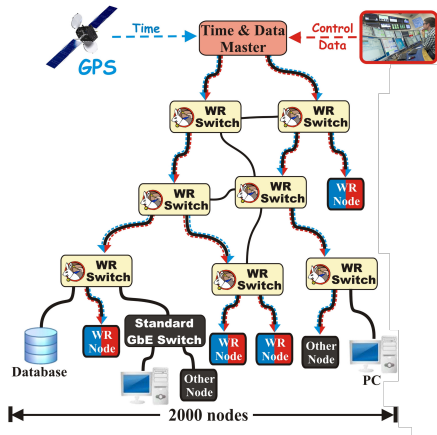 Time
Time & Data
Master
Control
Data
GPS
WR
Switch
WR
Switch
WR
Node
WR
Switch
WR
Switch
WR
Switch
WR
Switch
WR
Switch
Database
WR
Node
Standard
GbE Switch
Other
Node
WR
Node
WR
Node
Other
Node
PC
2000 nodes